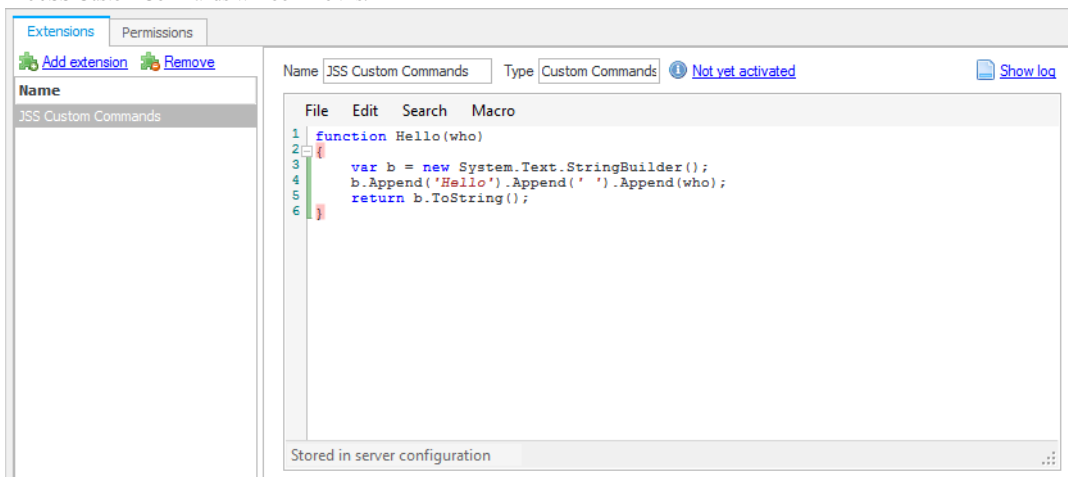 Extensions Permissions
Add extension Remove
Name
JSS Custom Commands
Name JSS Custom Commands Type Custom Commands Not yet activated Show log
File Edit Search Macro
1 function Hello(who)
2 {
3 var b = new System.Text.StringBuilder();
4 b.Append('Hello').Append(' ').Append(who);
5 return b.ToString();
6 }
Stored in server configuration